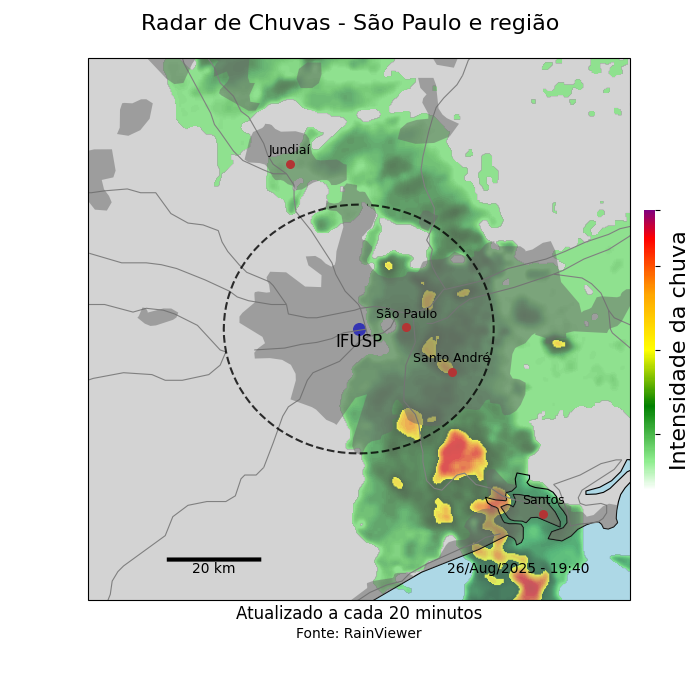 Radar de Chuvas - São Paulo e região
Jundiaí
São Paulo
IFUSP
Santo André
Santos
20 km
26/Aug/2025 - 19:40
Intensidade da chuva
Atualizado a cada 20 minutos
Fonte: RainViewer